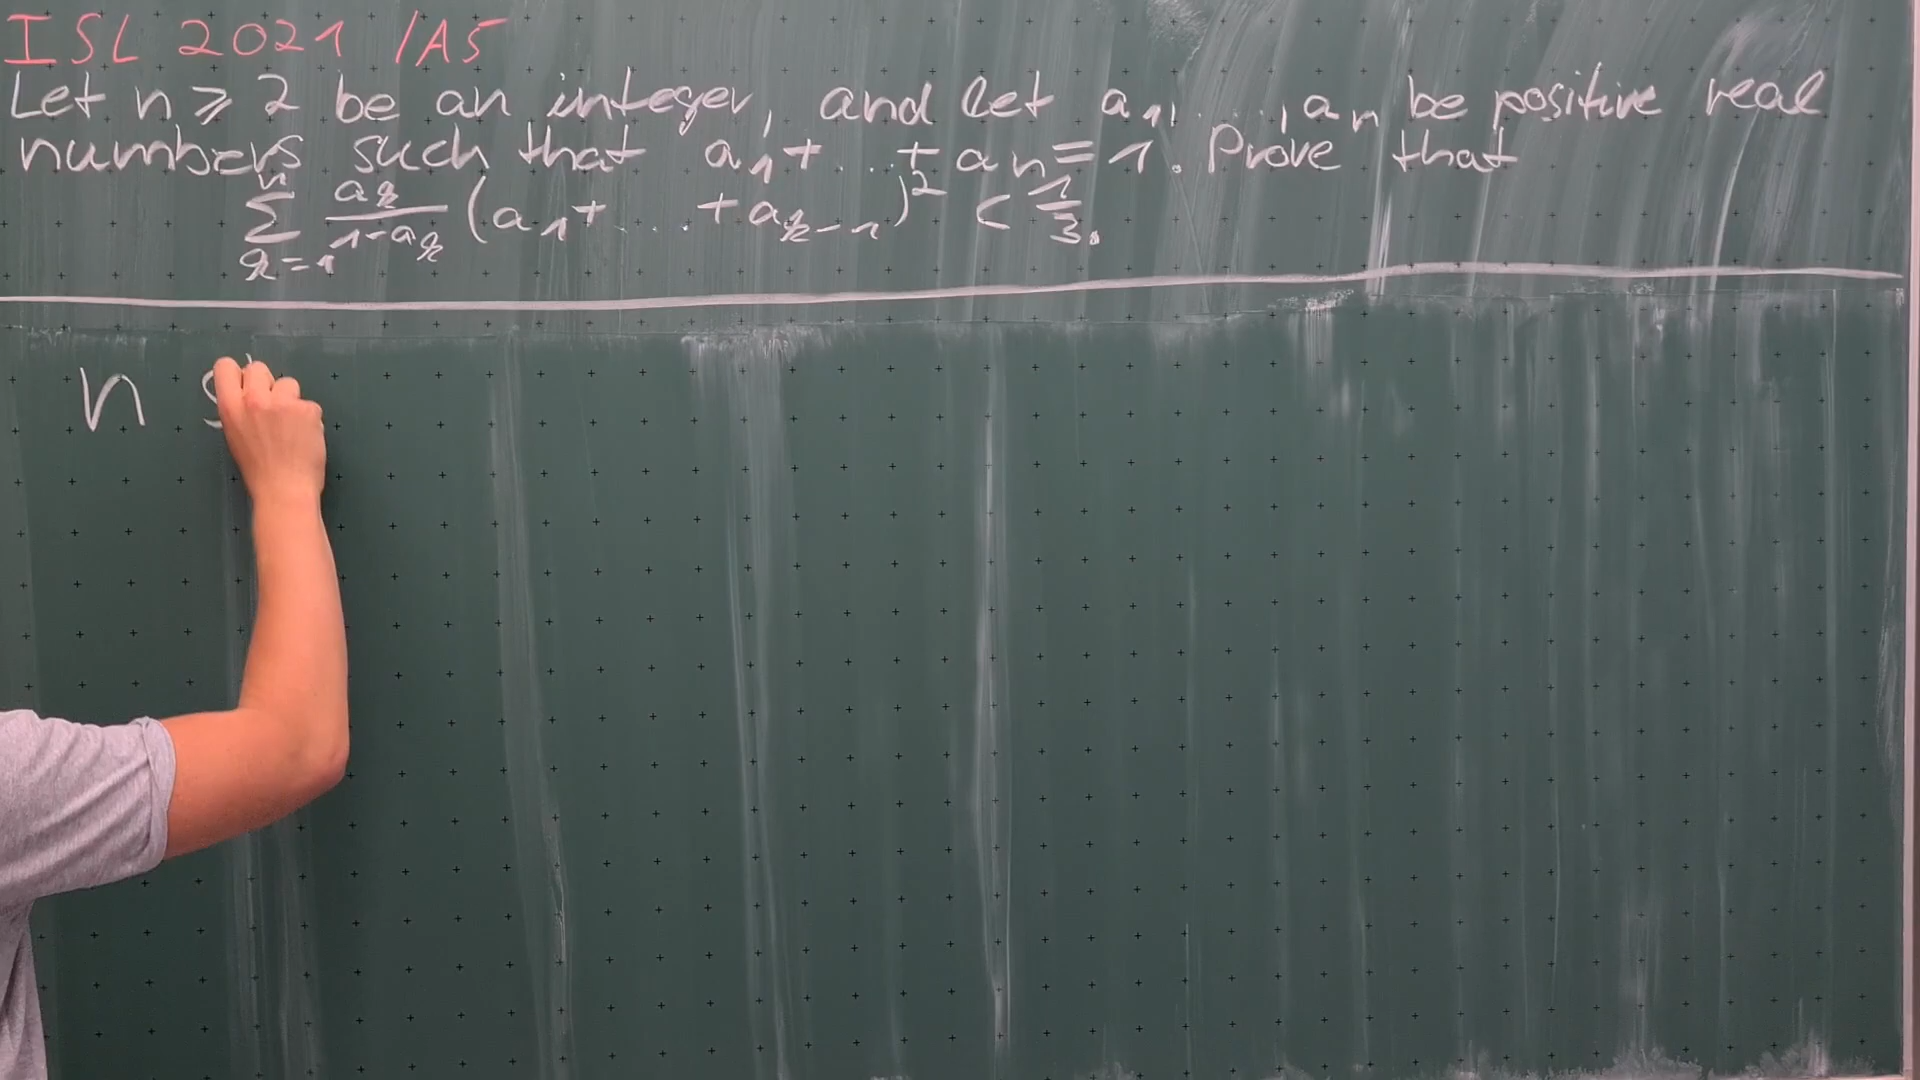 ISL 2021 /A5
Let n ≥ 2 be an integer, and let a₁, ..., aₙ be positive real
numbers such that a₁+ ... + aₙ = 1. Prove that
∑ₖ₌₁ⁿ aₖ/(1-aₖ) (a₁+ ... +aₖ₋₁)² < 1/3.
n